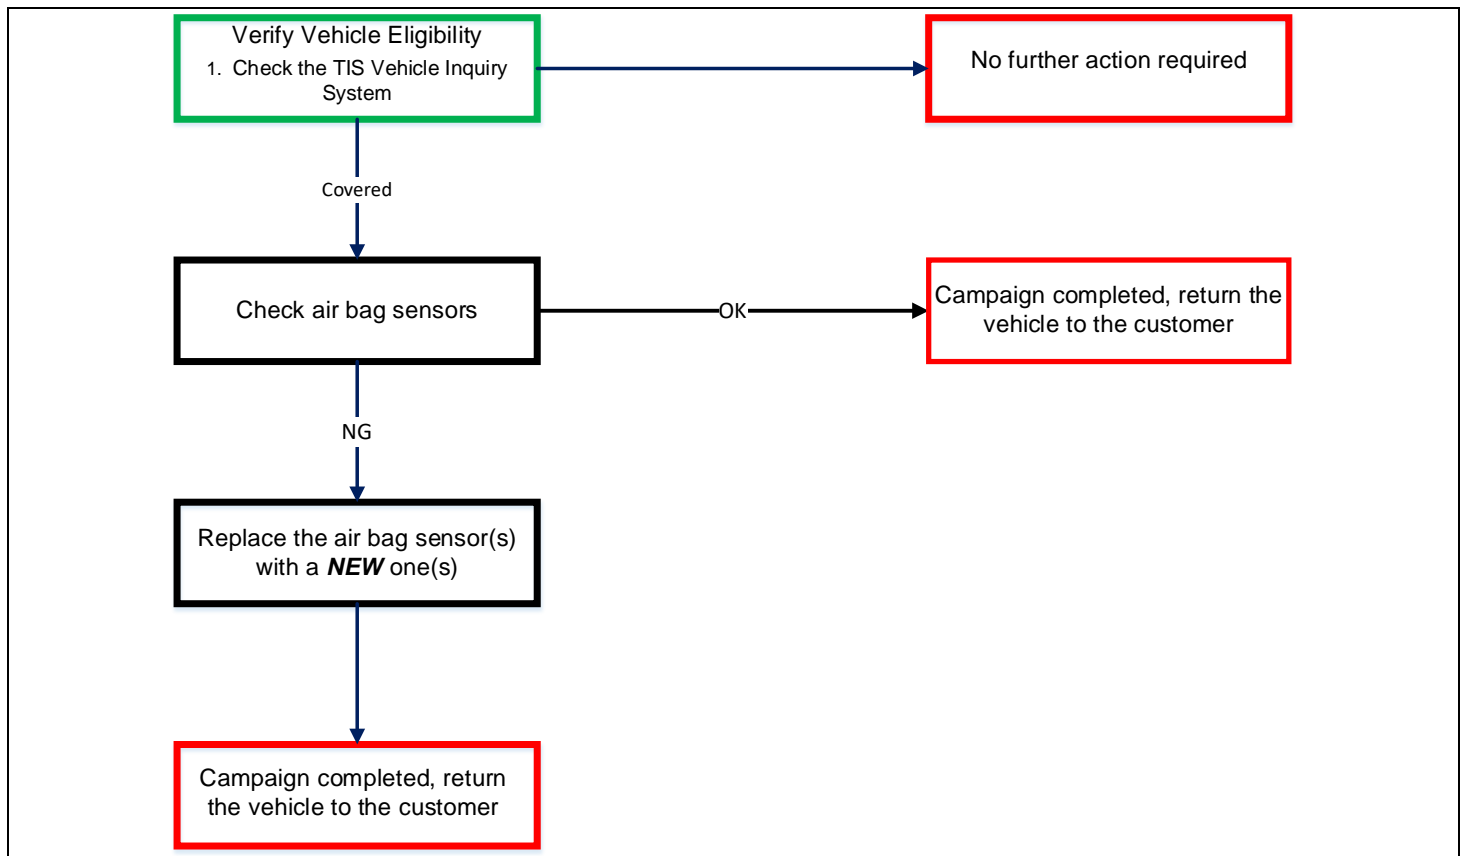 Verify Vehicle Eligibility
1. Check the TIS Vehicle Inquiry
System
No further action required
Covered
Check air bag sensors
OK
Campaign completed, return the
vehicle to the customer
NG
Replace the air bag sensor(s)
with a NEW one(s)
Campaign completed, return
the vehicle to the customer